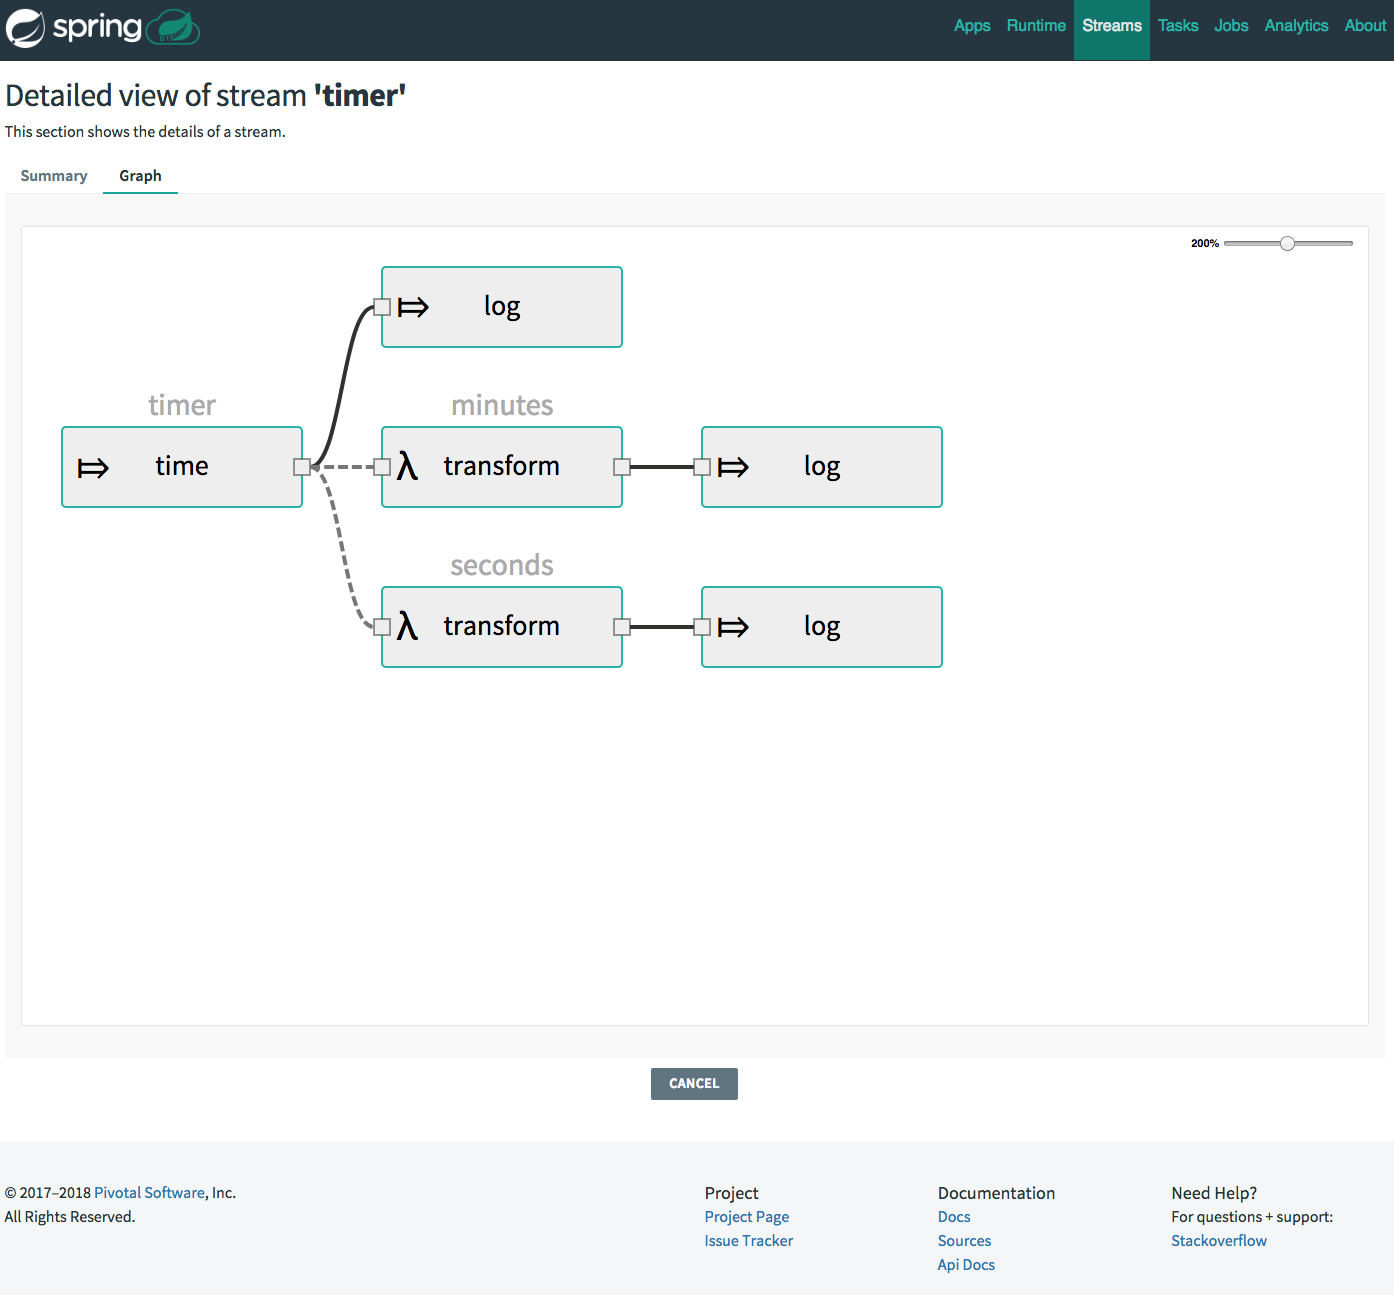 spring
Apps Runtime Streams Tasks Jobs Analytics About
Detailed view of stream 'timer'
This section shows the details of a stream.
Summary Graph
200%
log
timer minutes
time λ transform log
seconds
λ transform log
CANCEL
© 2017–2018 Pivotal Software, Inc.
All Rights Reserved.
Project
Project Page
Issue Tracker
Documentation
Docs
Sources
Api Docs
Need Help?
For questions + support:
Stackoverflow